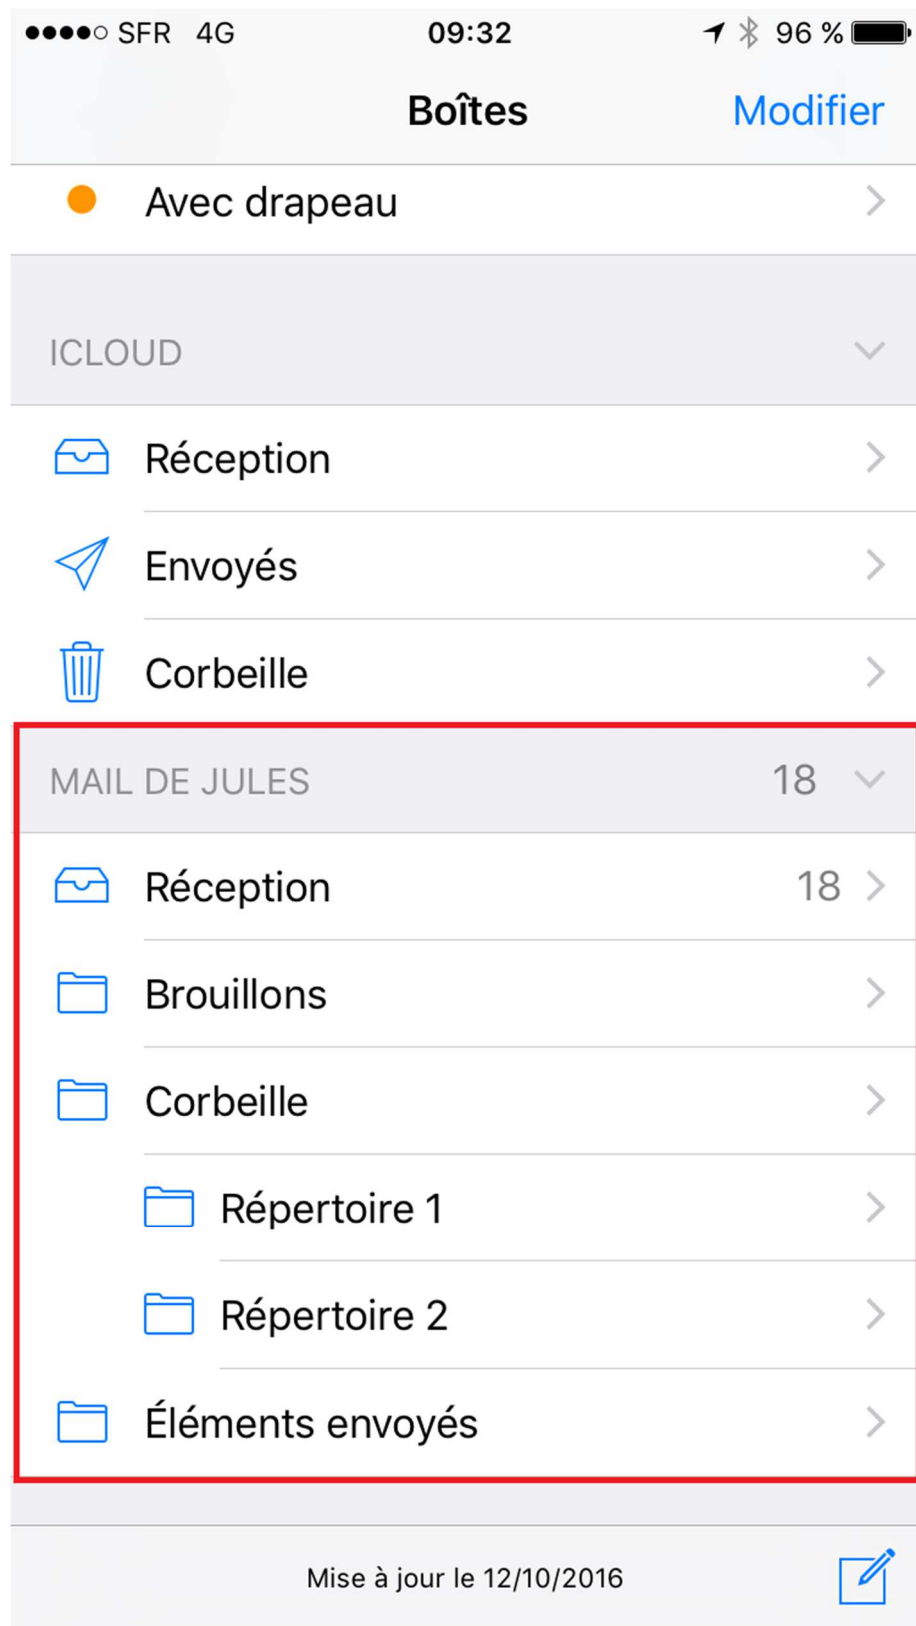 SFR 4G 09:32 96 %
Boîtes Modifier
Avec drapeau
ICLOUD
Réception
Envoyés
Corbeille
MAIL DE JULES 18
Réception 18
Brouillons
Corbeille
Répertoire 1
Répertoire 2
Éléments envoyés
Mise à jour le 12/10/2016